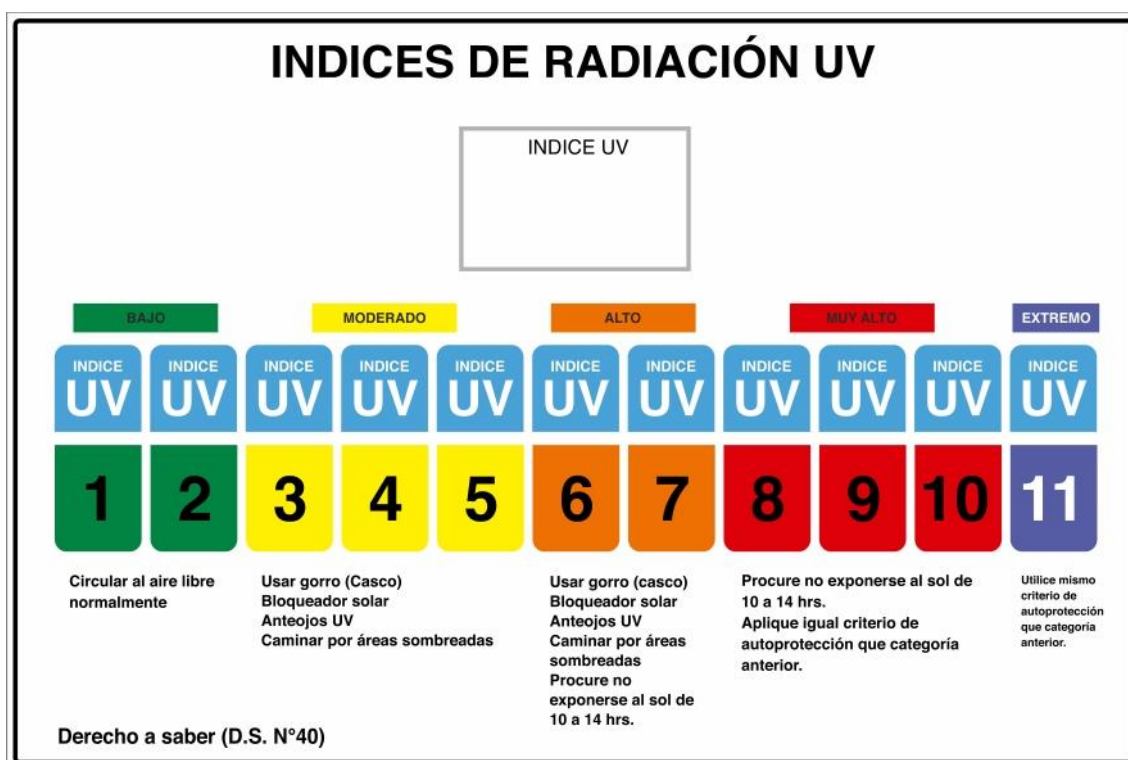 INDICES DE RADIACIÓN UV
INDICE UV
BAJO
MODERADO
ALTO
MUY ALTO
EXTREMO
INDICE
UV
INDICE
UV
INDICE
UV
INDICE
UV
INDICE
UV
INDICE
UV
INDICE
UV
INDICE
UV
INDICE
UV
INDICE
UV
INDICE
UV
1
2
3
4
5
6
7
8
9
10
11
Circular al aire libre
normalmente
Usar gorro (Casco)
Bloqueador solar
Anteojos UV
Caminar por áreas sombreadas
Usar gorro (casco)
Bloqueador solar
Anteojos UV
Caminar por áreas
sombreadas
Procure no
exponerse al sol de
10 a 14 hrs.
Procure no exponerse al sol de
10 a 14 hrs.
Aplique igual criterio de
autoprotección que categoría
anterior.
Utilice mismo
criterio de
autoprotección
que categoría
anterior.
Derecho a saber (D.S. N°40)